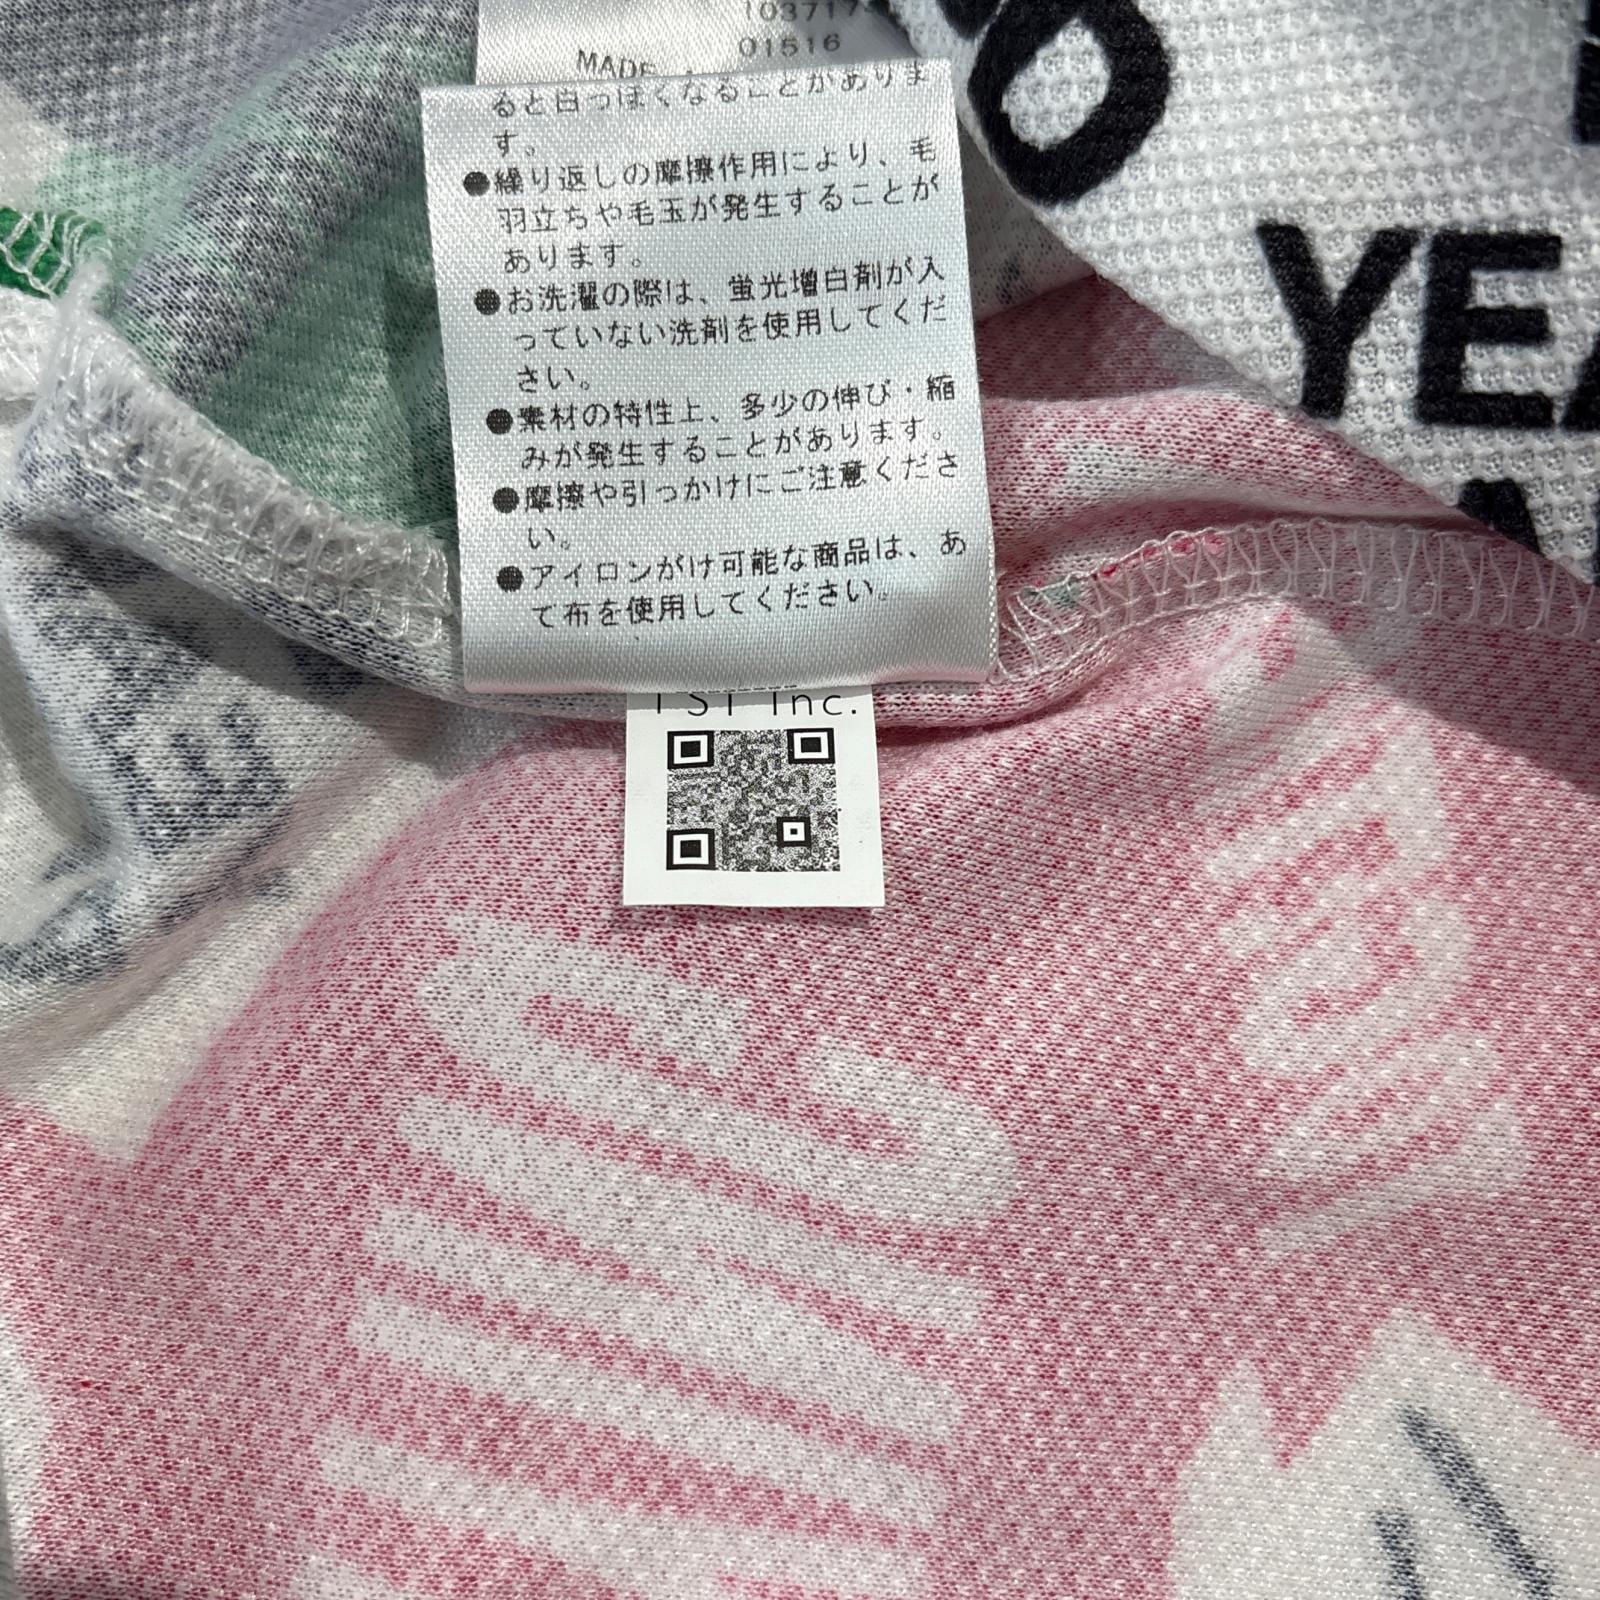 103717
01516
MADE
ると白っぽくなることがありま
す。
●繰り返しの摩擦作用により、毛
羽立ちや毛玉が発生することが
あります。
●お洗濯の際は、蛍光増白剤が入
っていない洗剤を使用してくだ
さい。
●素材の特性上、多少の伸び・縮
みが発生することがあります。
●摩擦や引っかけにご注意くださ
い。
●アイロンがけ可能な商品は、あ
て布を使用してください。
TSI Inc.
YEA